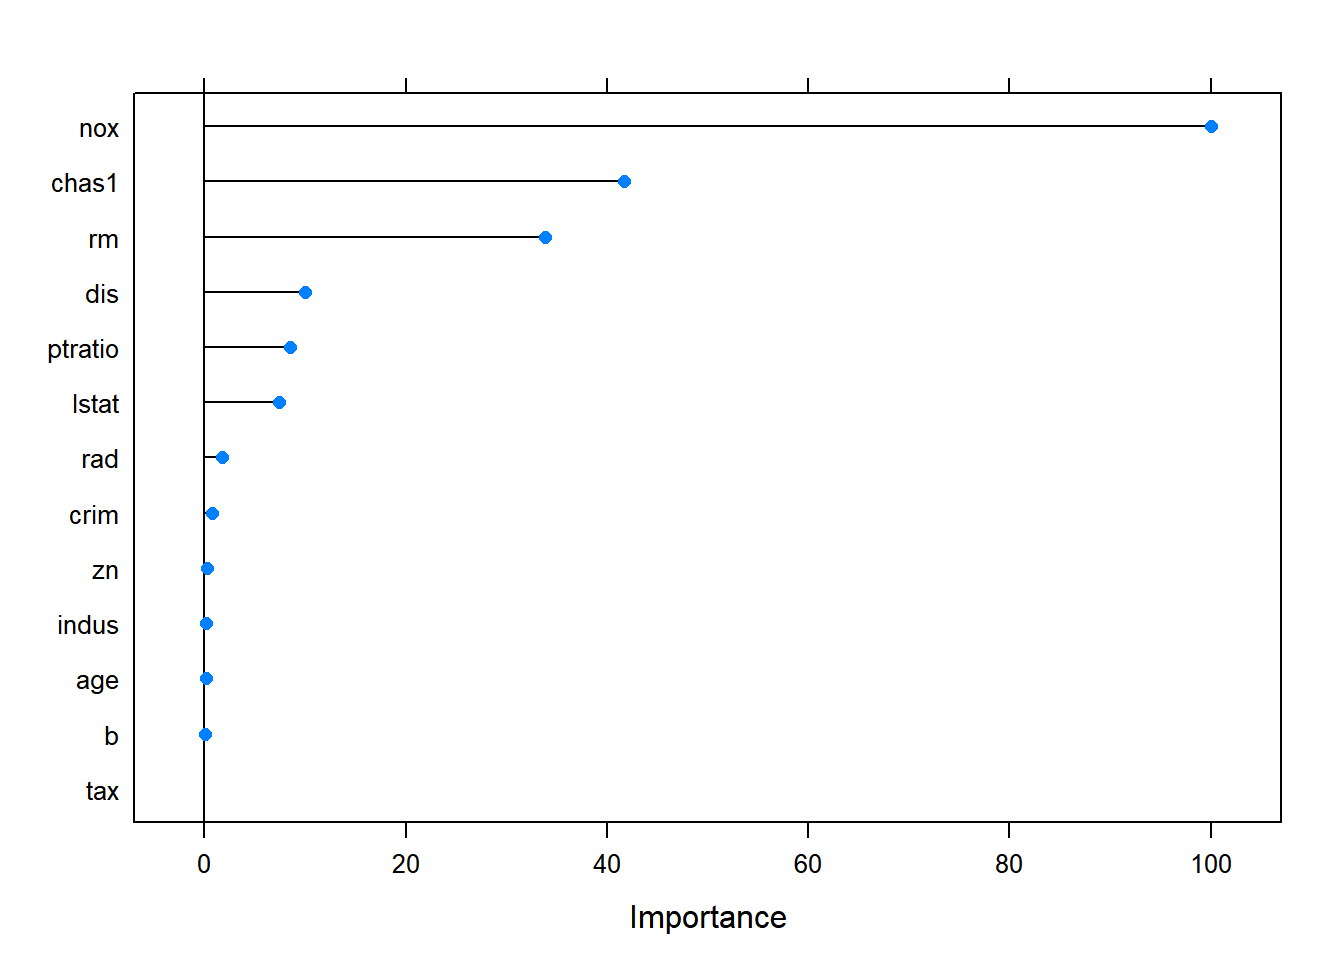 nox
chas1
rm
dis
ptratio
lstat
rad
crim
zn
indus
age
b
tax
0 20 40 60 80 100
Importance